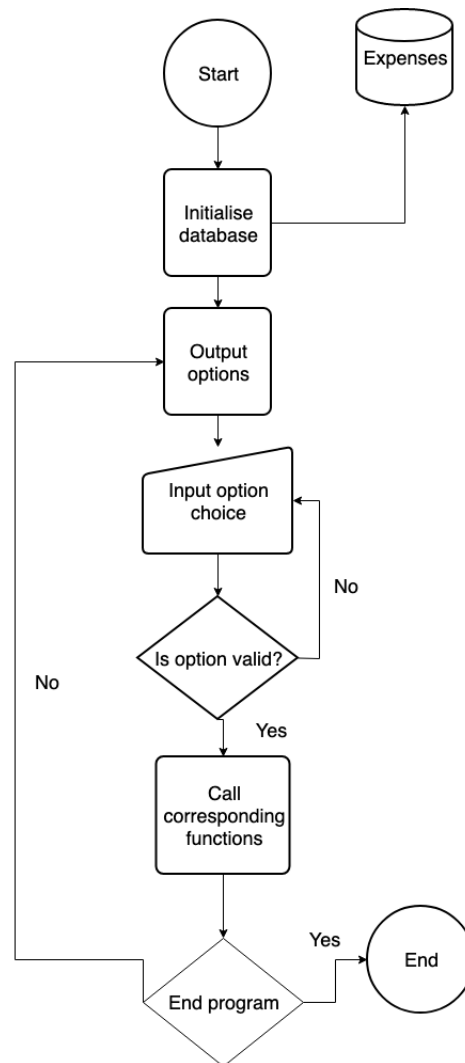 Start
Expenses
Initialise
database
Output
options
Input option
choice
No
Is option valid?
No
Yes
Call
corresponding
functions
Yes
End
End program